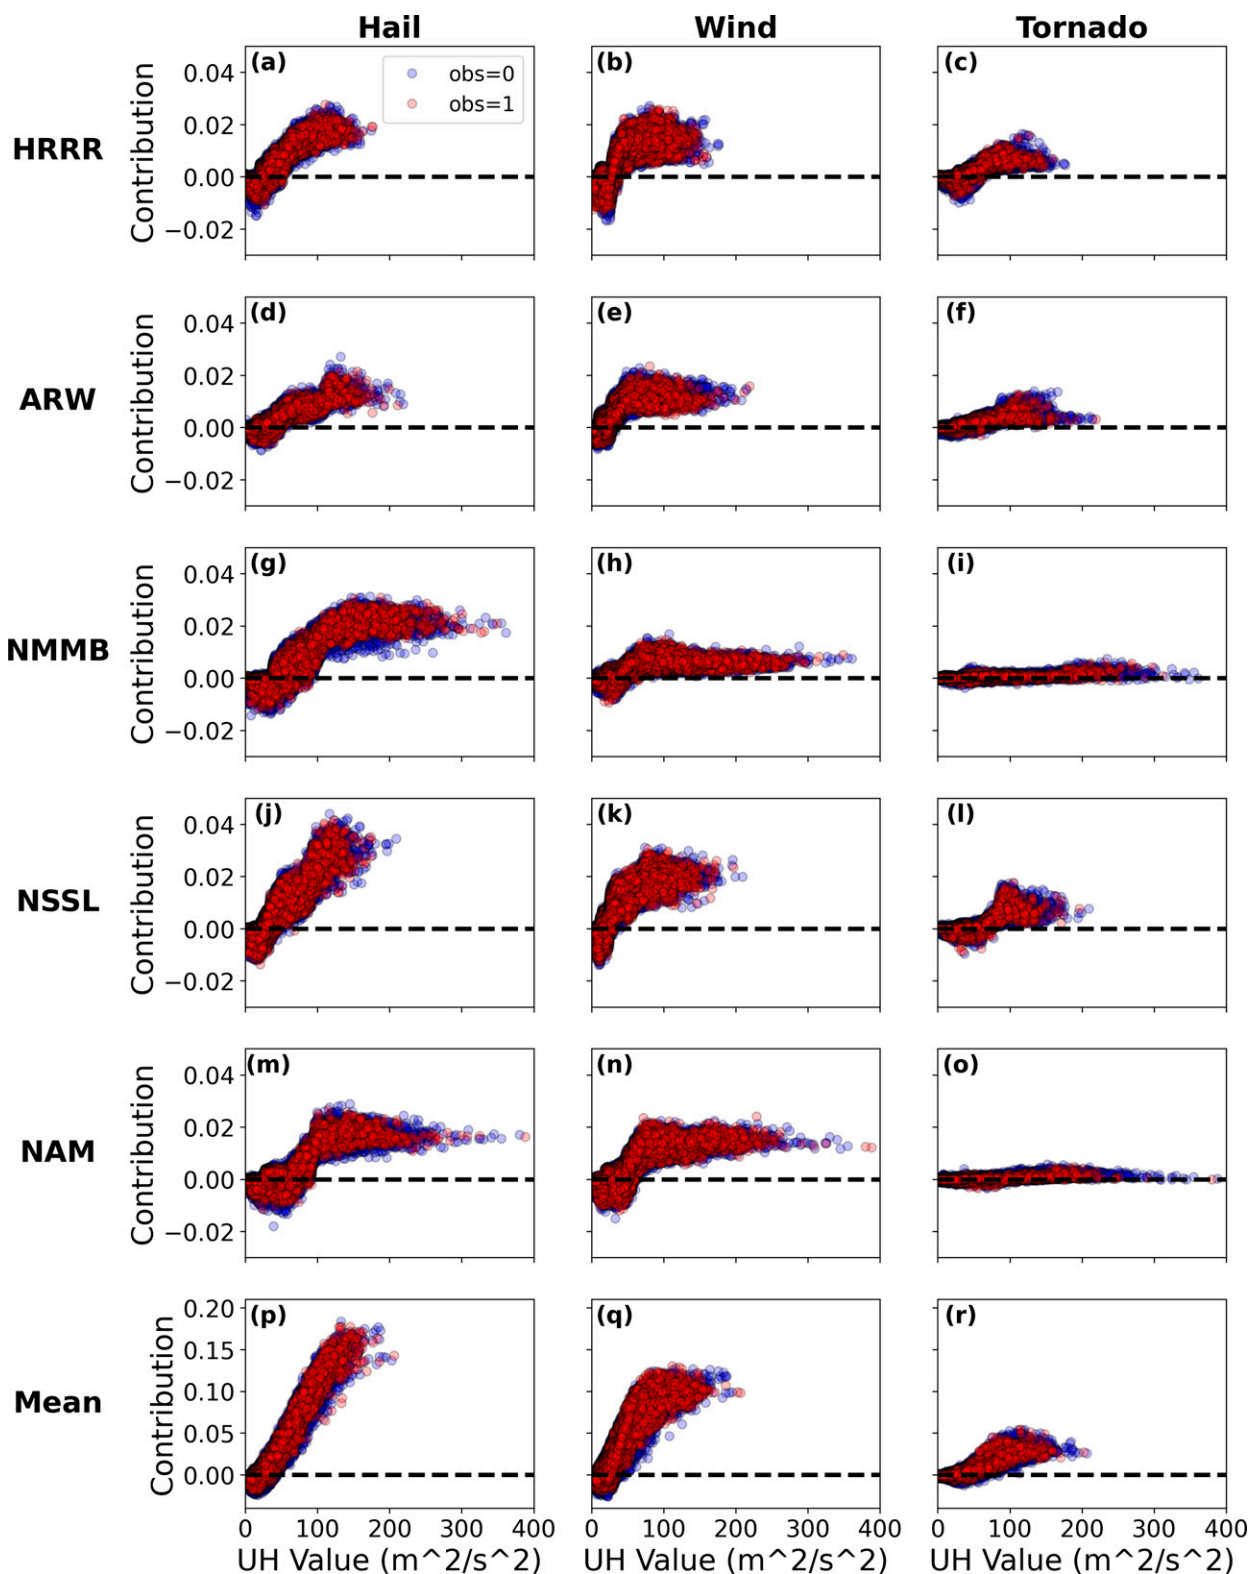 Hail Wind Tornado
HRRR Contribution 0.04 0.02 0.00 −0.02 (a) obs=0 obs=1 (b) (c)
ARW Contribution 0.04 0.02 0.00 −0.02 (d) (e) (f)
NMMB Contribution 0.04 0.02 0.00 −0.02 (g) (h) (i)
NSSL Contribution 0.04 0.02 0.00 −0.02 (j) (k) (l)
NAM Contribution 0.04 0.02 0.00 −0.02 (m) (n) (o)
Mean Contribution 0.20 0.15 0.10 0.05 0.00 (p) (q) (r)
0 100 200 300 400 0 100 200 300 400 0 100 200 300 400
UH Value (m^2/s^2) UH Value (m^2/s^2) UH Value (m^2/s^2)